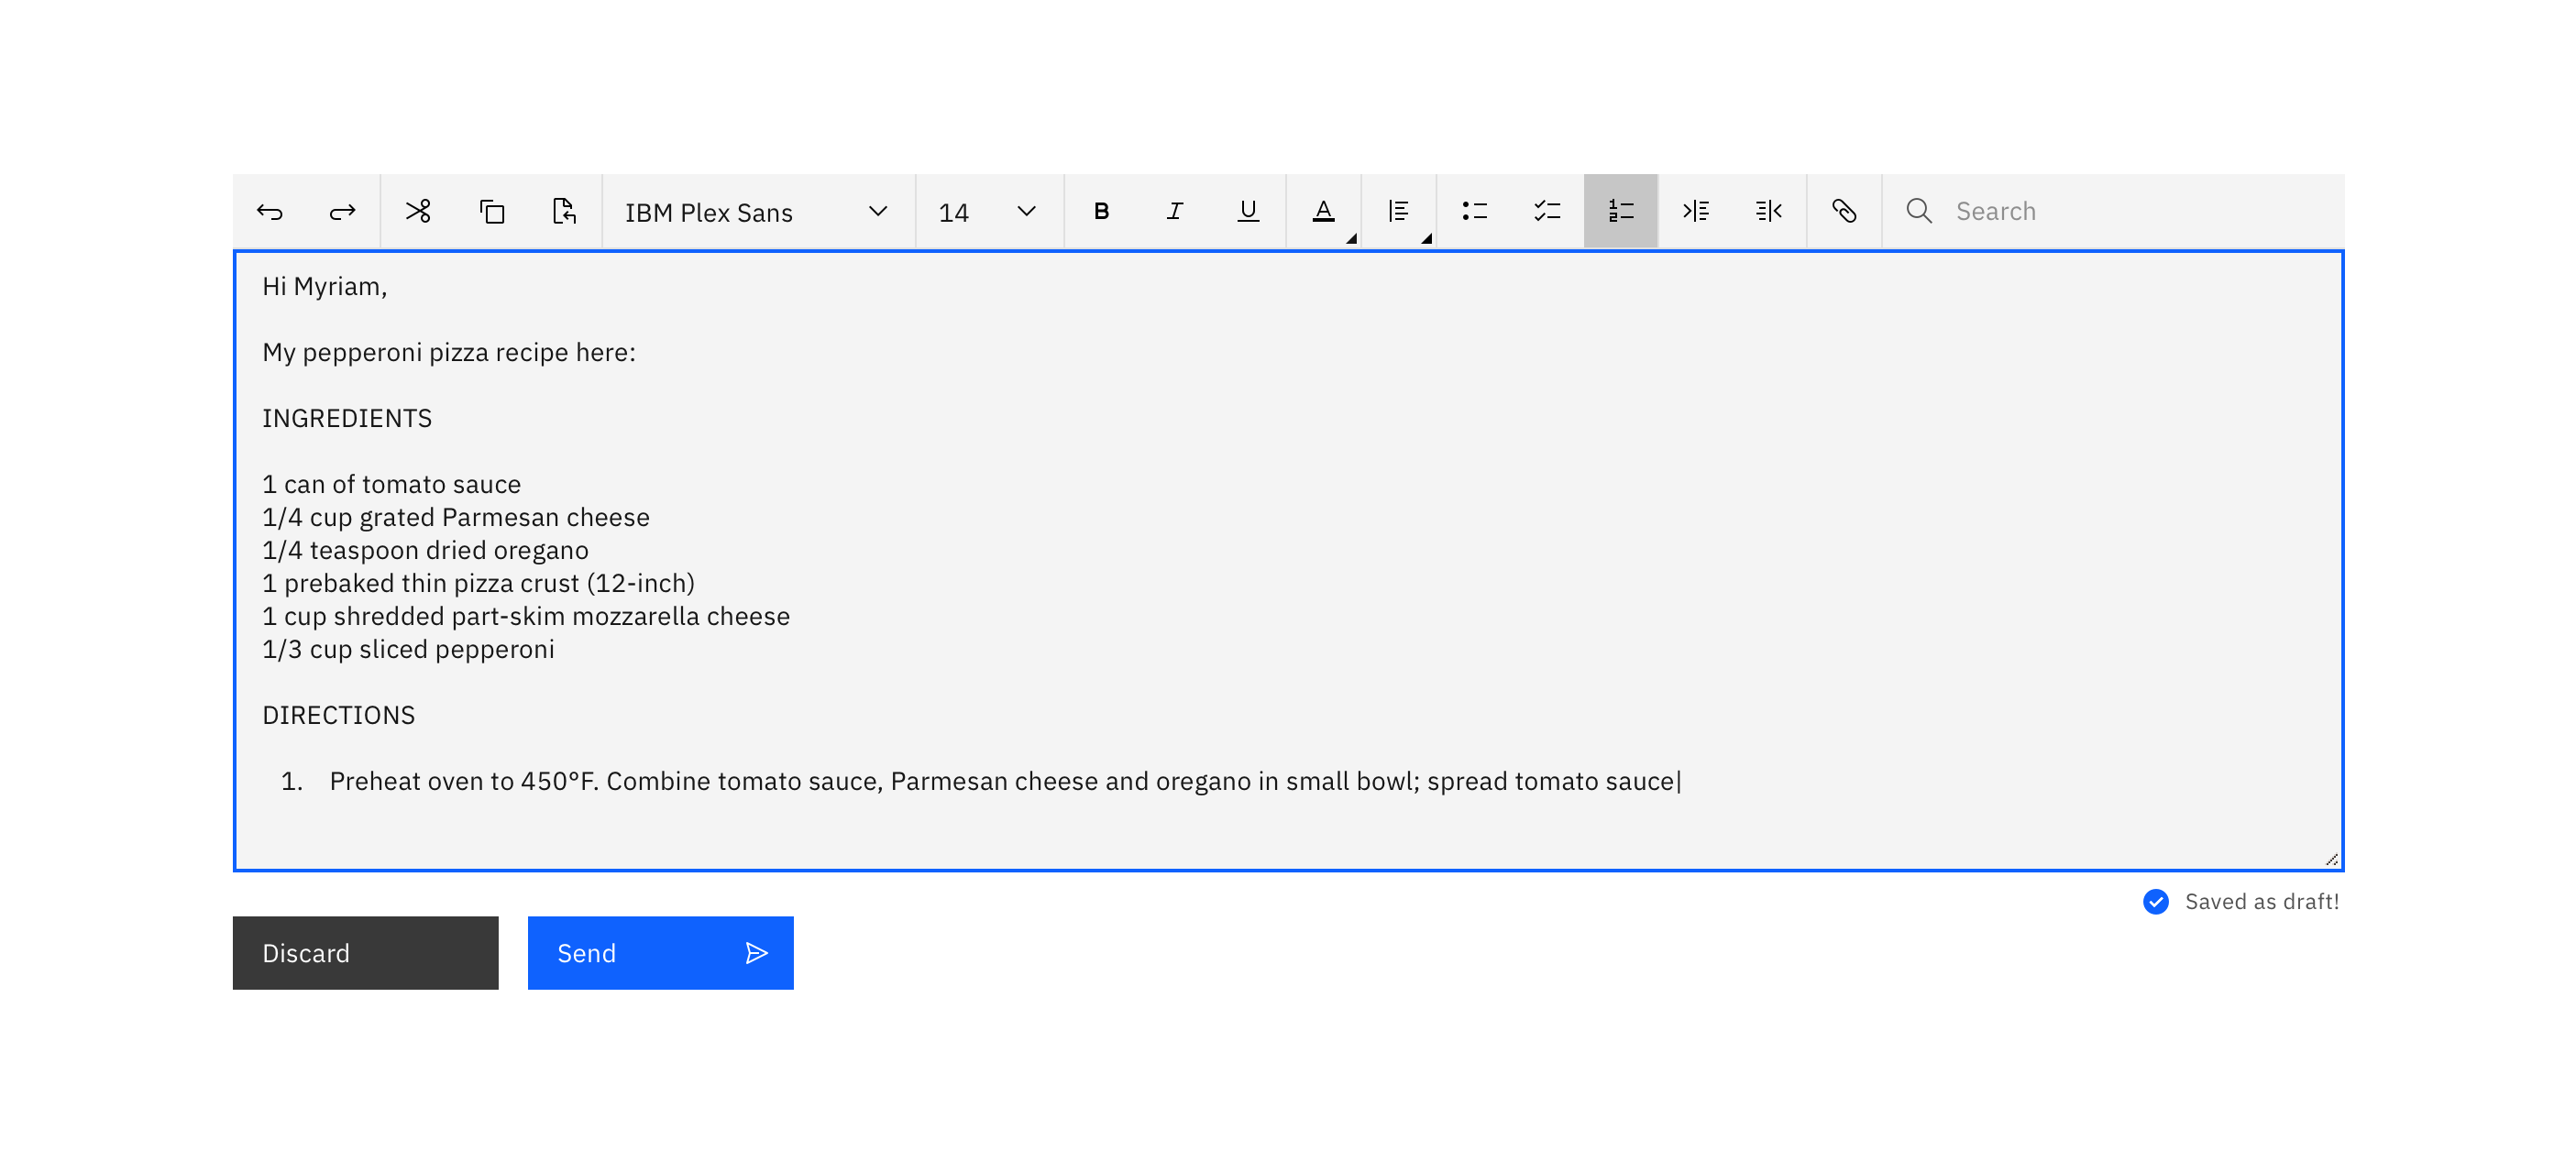 IBM Plex Sans 14 B I U A Search
Hi Myriam,
My pepperoni pizza recipe here:
INGREDIENTS
1 can of tomato sauce
1/4 cup grated Parmesan cheese
1/4 teaspoon dried oregano
1 prebaked thin pizza crust (12-inch)
1 cup shredded part-skim mozzarella cheese
1/3 cup sliced pepperoni
DIRECTIONS
1. Preheat oven to 450°F. Combine tomato sauce, Parmesan cheese and oregano in small bowl; spread tomato sauce
Saved as draft!
Discard
Send